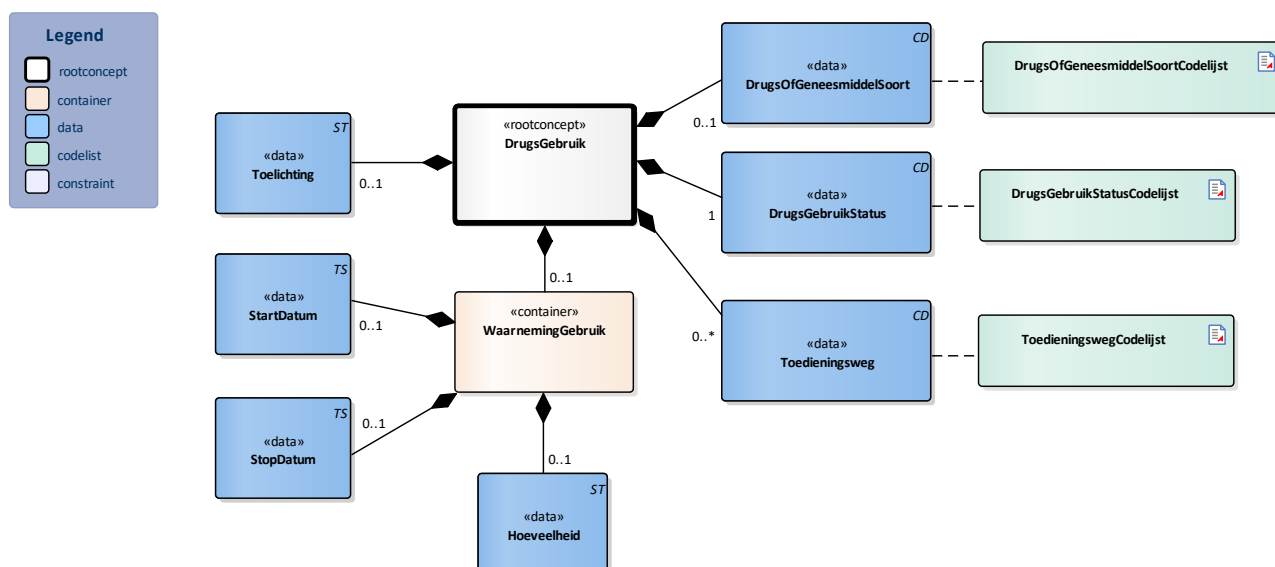 Legend
rootconcept
container
data
codelist
constraint
ST
«data»
Toelichting
0..1
«rootconcept»
DrugsGebruik
CD
«data»
DrugsOfGeneesmiddelSoort
0..1
DrugsOfGeneesmiddelSoortCodelijst
CD
«data»
DrugsGebruikStatus
1
DrugsGebruikStatusCodelijst
TS
«data»
StartDatum
0..1
0..1
«container»
WaarnemingGebruik
CD
«data»
Toedieningsweg
0..*
ToedieningswegCodelijst
TS
«data»
StopDatum
0..1
0..1
ST
«data»
Hoeveelheid